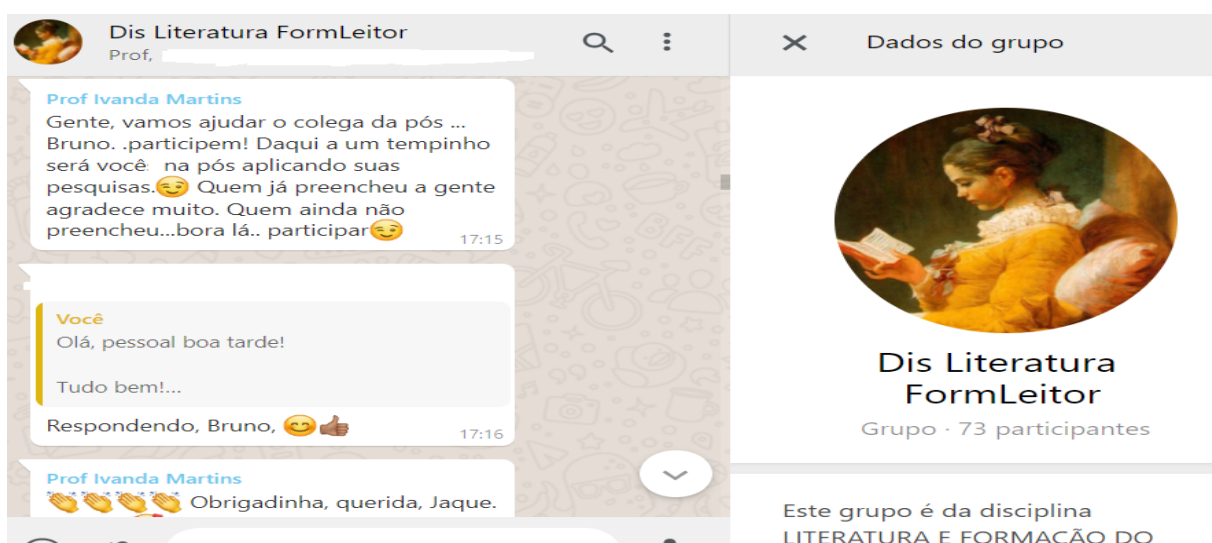 Dis Literatura FormLeitor
Prof,
Prof Ivanda Martins
Gente, vamos ajudar o colega da pós ...
Bruno. .participem! Daqui a um tempinho
será você na pós aplicando suas
pesquisas.😉 Quem já preencheu a gente
agradece muito. Quem ainda não
preencheu...bora lá.. participar😉
17:15
Você
Olá, pessoal boa tarde!
Tudo bem!...
Respondendo, Bruno, 😊👍🏽
17:16
Prof Ivanda Martins
👏👏👏👏 Obrigadinha, querida, Jaque.
Dados do grupo
Dis Literatura
FormLeitor
Grupo · 73 participantes
Este grupo é da disciplina
LITERATURA E FORMAÇÃO DO